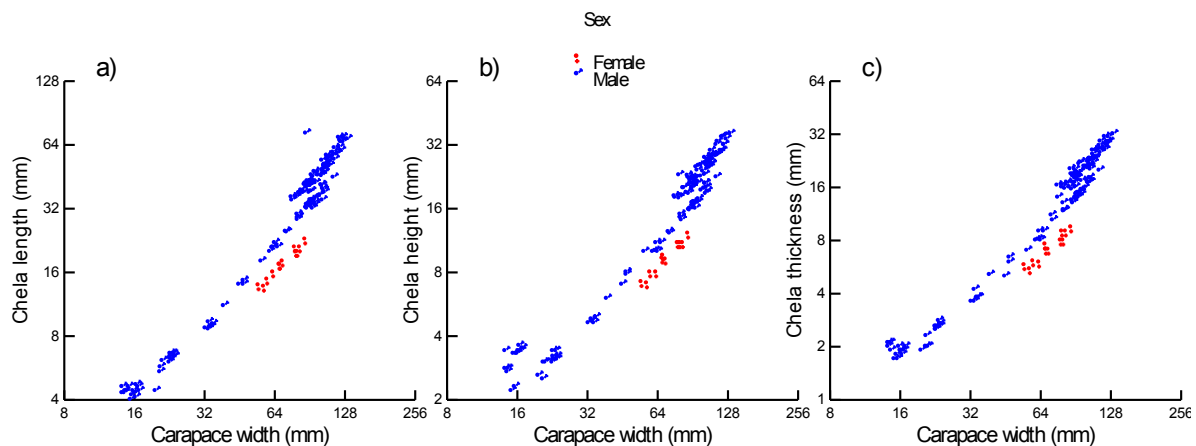 Sex
Female
Male
a)
128
64
32
16
8
4
Chela length (mm)
8 16 32 64 128 256
Carapace width (mm)
b)
64
32
16
8
4
2
Chela height (mm)
8 16 32 64 128 256
Carapace width (mm)
c)
64
32
16
8
4
2
1
Chela thickness (mm)
8 16 32 64 128 256
Carapace width (mm)